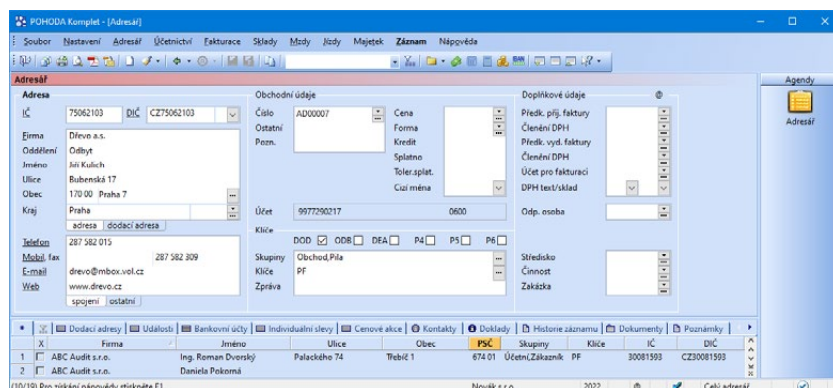 POHODA Komplet - [Adresář]
Soubor Nastavení Adresář Účetnictví Fakturace Sklady Mzdy Jízdy Majetek Záznam Nápověda
Adresář
Agendy
Adresář
Adresa
IČ 75062103 DIČ CZ75062103
Firma Dřevo a.s.
Oddělení Odbyt
Jméno Jiří Kulich
Ulice Bubenská 17
Obec 170 00 Praha 7
Kraj Praha
adresa dodací adresa
Telefon 287 582 015
Mobil, fax 287 582 309
E-mail drevo@mbox.vol.cz
Web www.drevo.cz
spojení ostatní
Obchodní údaje
Číslo AD00007 Cena
Ostatní Forma
Pozn. Kredit
Splatno
Toler.splat.
Cizí měna
Účet 9977290217 0600
Klíče
DOD ODB DEA P4 P5 P6
Skupiny Obchod,Pila
Klíče PF
Zpráva
Doplňkové údaje @
Předk. přij. faktury
Členění DPH
Předk. vyd. faktury
Členění DPH
Účet pro fakturaci
DPH text/sklad
Odp. osoba
Středisko
Činnost
Zakázka
Dodací adresy Události Bankovní účty Individuální slevy Cenové akce Kontakty Doklady Historie záznamu Dokumenty Poznámky
X Firma Jméno Ulice Obec PSČ Skupiny Klíče IČ DIČ
1 ABC Audit s.r.o. Ing. Roman Dvorský Palackého 74 Třebíč 1 674 01 Účetn(,Zákazník PF 30081593 CZ30081593
2 ABC Audit s.r.o. Daniela Pokorná
(10/19) Pro získání nápovědy stiskněte F1. Novák s.r.o. 2022 @ Celý adresář